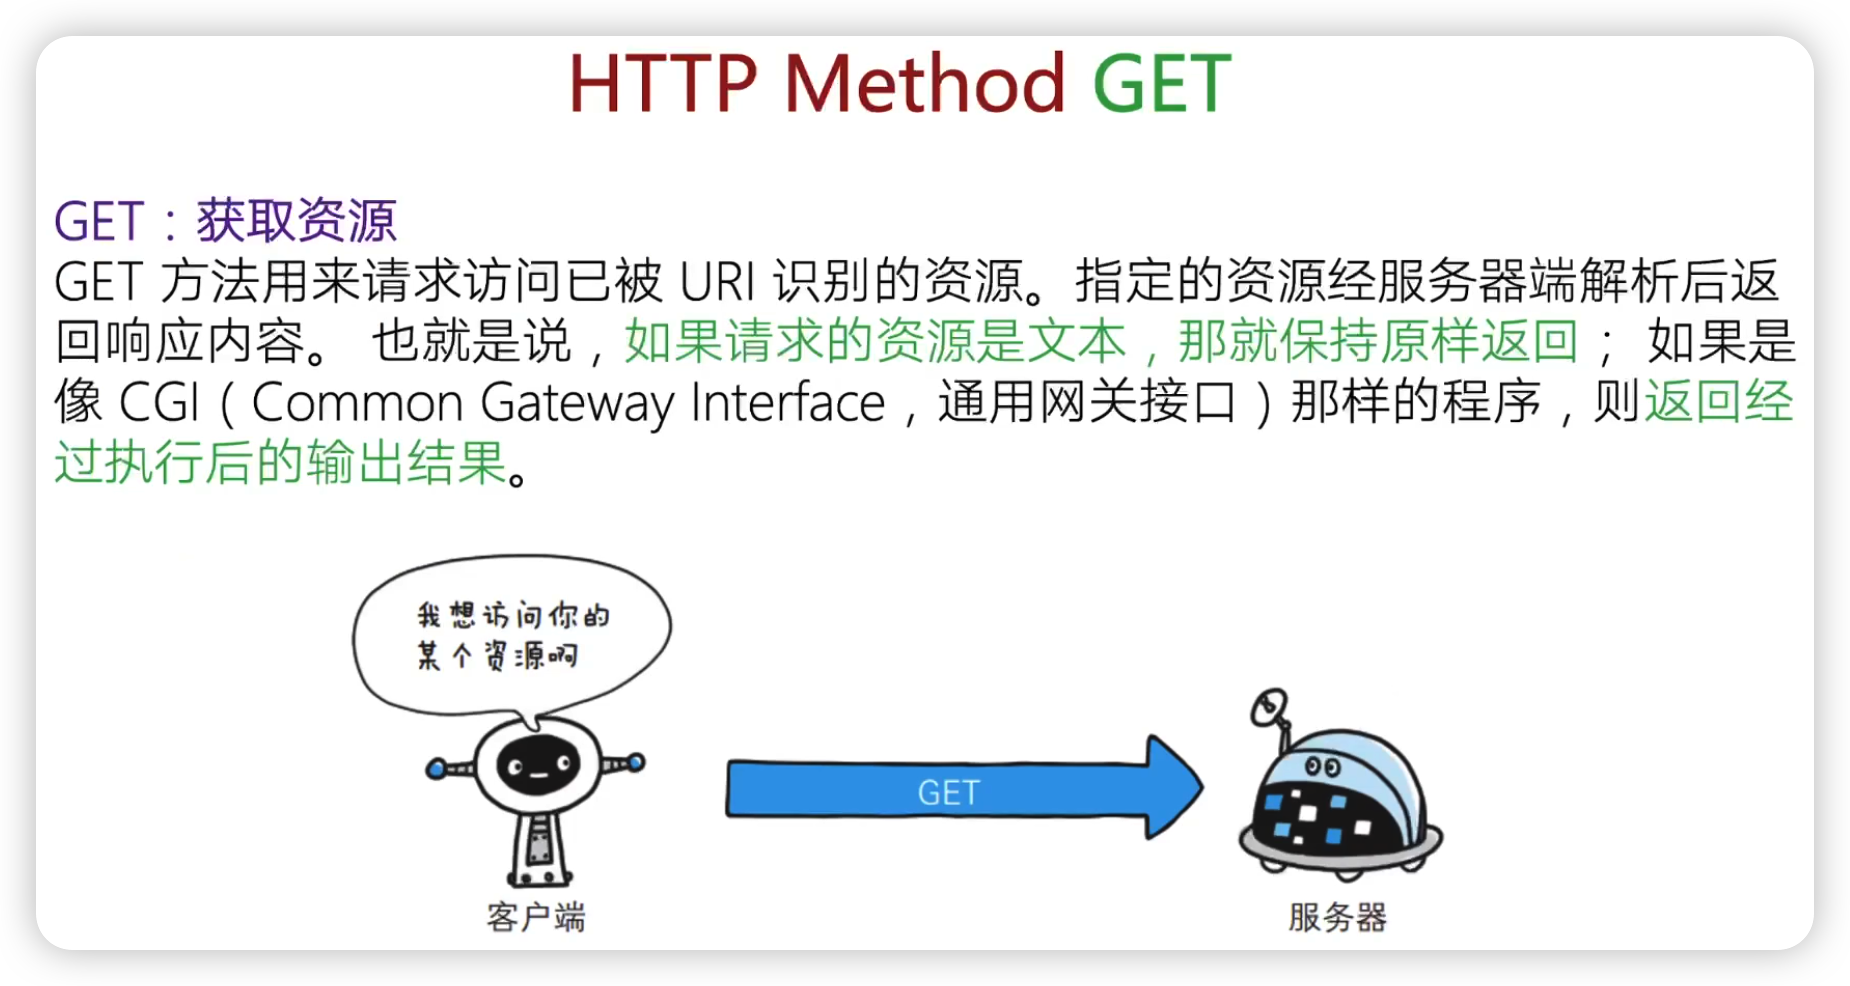 HTTP Method GET
GET：获取资源
GET 方法用来请求访问已被 URI 识别的资源。指定的资源经服务器端解析后返
回响应内容。 也就是说，如果请求的资源是文本，那就保持原样返回； 如果是
像 CGI（Common Gateway Interface，通用网关接口）那样的程序，则返回经
过执行后的输出结果。
我想访问你的
某个资源啊
GET
客户端
服务器